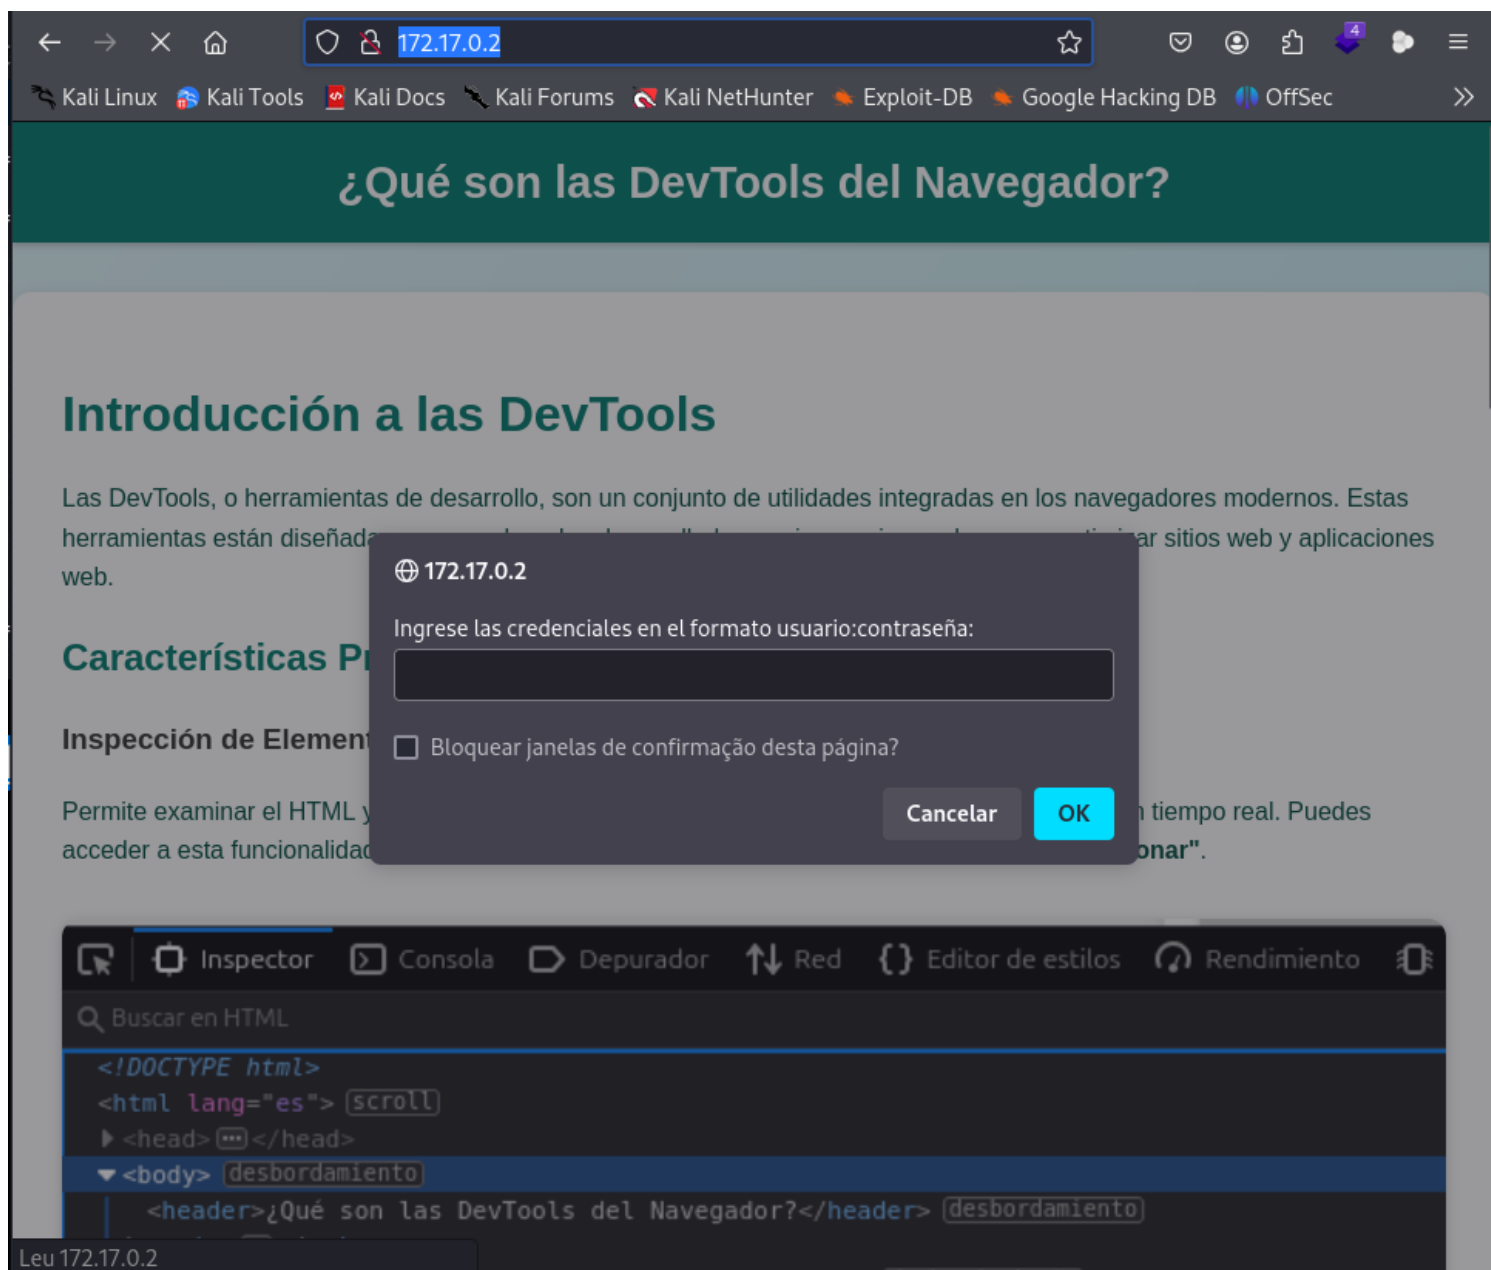 172.17.0.2
4
Kali Linux Kali Tools Kali Docs Kali Forums Kali NetHunter Exploit-DB Google Hacking DB OffSec
¿Qué son las DevTools del Navegador?
Introducción a las DevTools
Las DevTools, o herramientas de desarrollo, son un conjunto de utilidades integradas en los navegadores modernos. Estas
herramientas están ar sitios web y aplicaciones
web.
172.17.0.2
Ingrese las credenciales en el formato usuario:contraseña:
Características
Inspección de
Bloquear janelas de confirmação desta página?
Cancelar OK
Permite examinar el HTML y tiempo real. Puedes
acceder a esta onar".
Inspector Consola Depurador Red Editor de estilos Rendimiento
Buscar en HTML
<!DOCTYPE html>
<html lang="es"> scroll
<head> ••• </head>
<body> desbordamiento
<header>¿Qué son las DevTools del Navegador?</header> desbordamiento
Leu 172.17.0.2